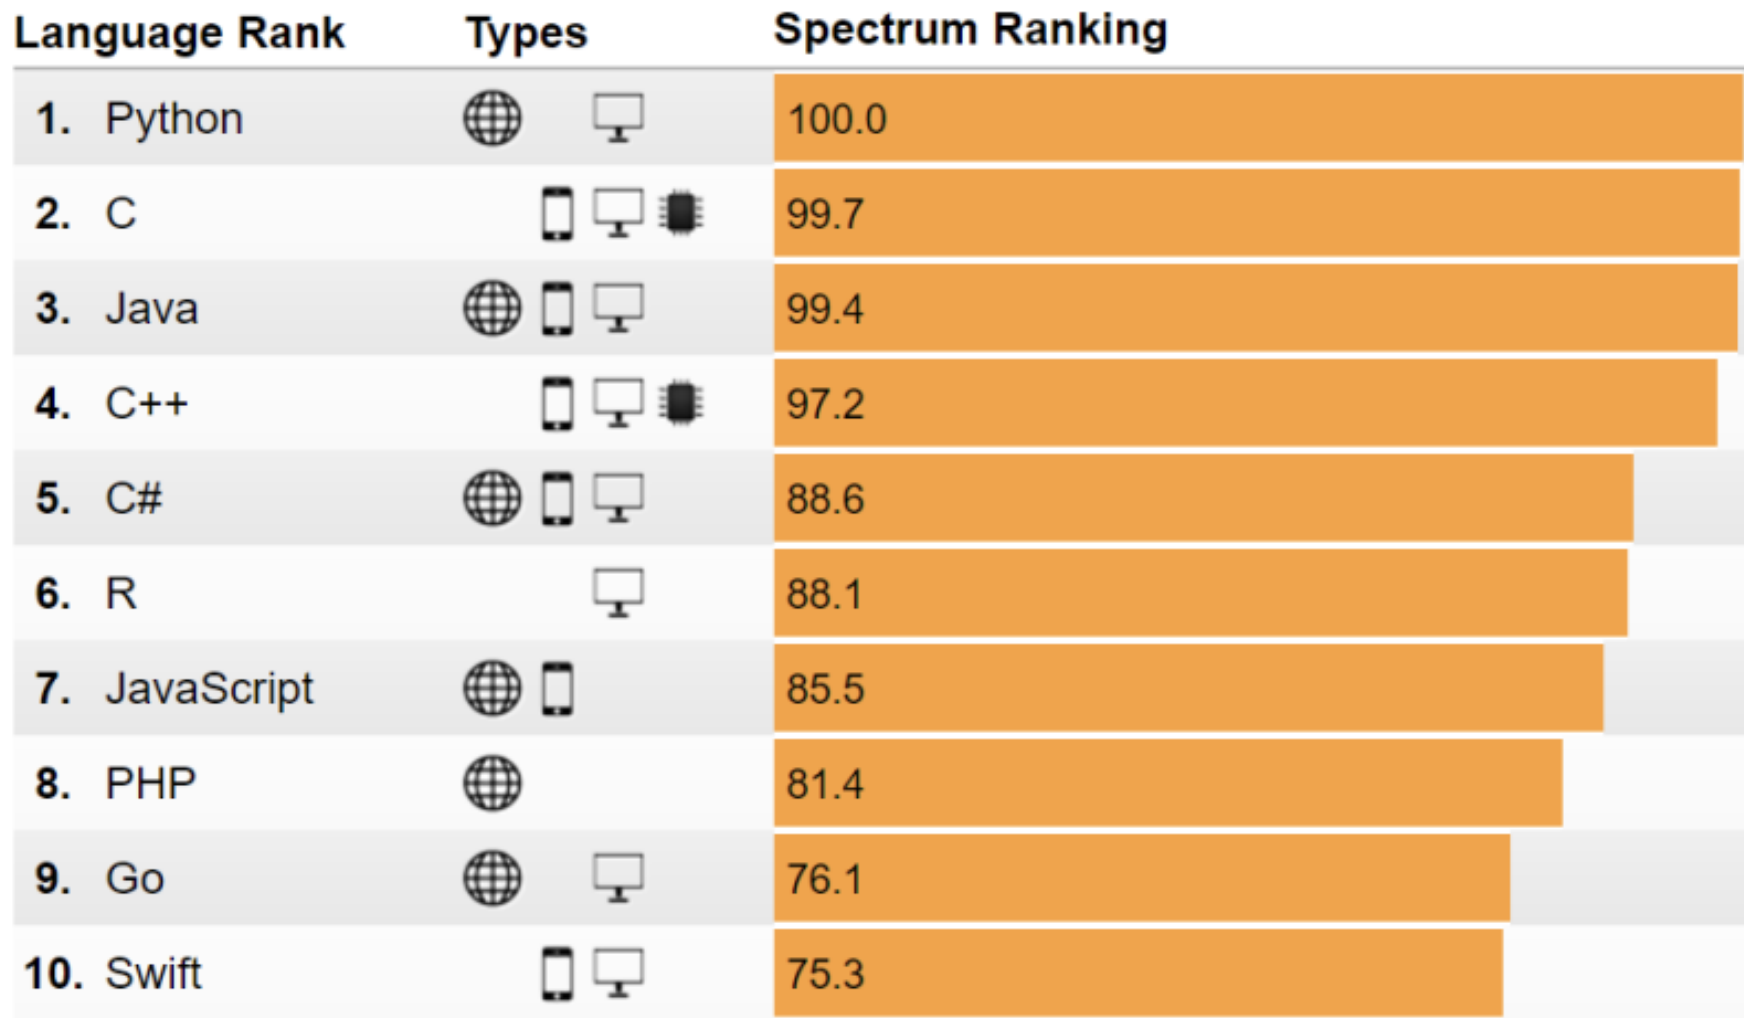 Language Rank Types Spectrum Ranking
1. Python 100.0
2. C 99.7
3. Java 99.4
4. C++ 97.2
5. C# 88.6
6. R 88.1
7. JavaScript 85.5
8. PHP 81.4
9. Go 76.1
10. Swift 75.3